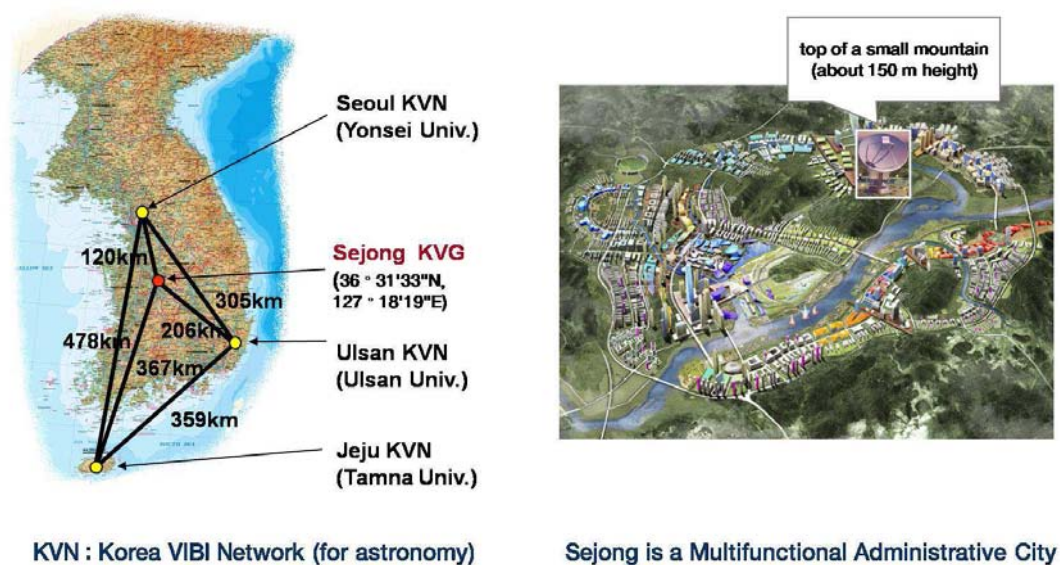 Seoul KVN
(Yonsei Univ.)
120km
Sejong KVG
(36 ° 31'33"N,
127 ° 18'19"E)
305km
206km
478km
367km
Ulsan KVN
(Ulsan Univ.)
359km
Jeju KVN
(Tamna Univ.)
KVN : Korea VIBI Network (for astronomy)
top of a small mountain
(about 150 m height)
Sejong is a Multifunctional Administrative City